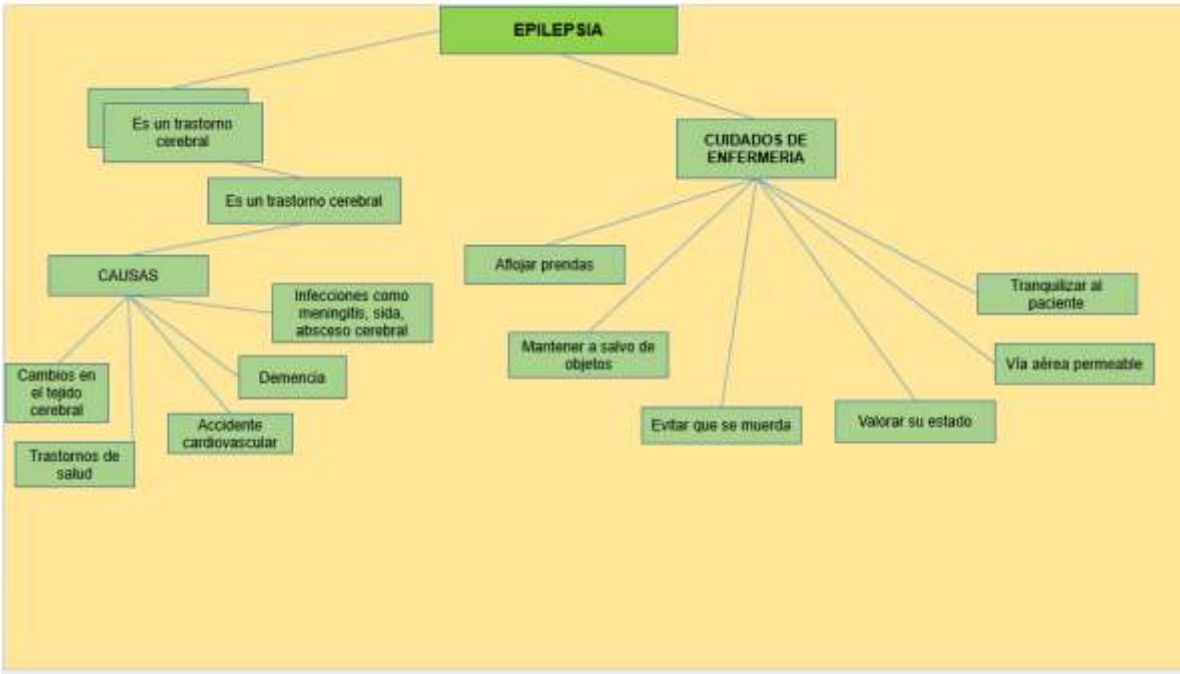 EPILEPSIA
Es un trastorno
cerebral
Es un trastorno cerebral
CAUSAS
Infecciones como
meningitis, sida,
absceso cerebral
Demencia
Accidente
cardiovascular
Cambios en
el tejido
cerebral
Trastornos de
salud
CUIDADOS DE
ENFERMERIA
Aflojar prendas
Mantener a salvo de
objetos
Evitar que se muerda
Valorar su estado
Vía aérea permeable
Tranquilizar al
paciente